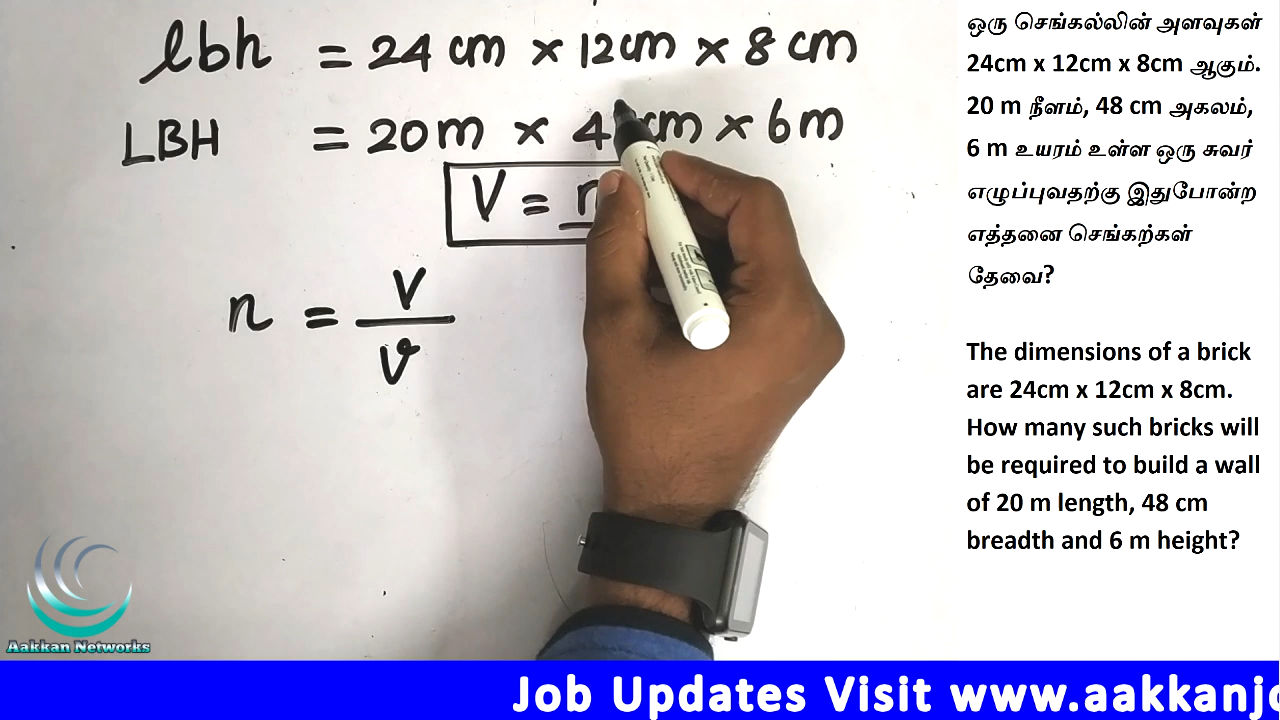 lbh = 24 cm × 12cm × 8 cm
LBH = 20m × 4 cm × 6m
V = n
n = V
v
ஒரு செங்கல்லின் அளவுகள்
24cm x 12cm x 8cm ஆகும்.
20 m நீளம், 48 cm அகலம்,
6 m உயரம் உள்ள ஒரு சுவர்
எழுப்புவதற்கு இதுபோன்ற
எத்தனை செங்கற்கள்
தேவை?
The dimensions of a brick
are 24cm x 12cm x 8cm.
How many such bricks will
be required to build a wall
of 20 m length, 48 cm
breadth and 6 m height?
Aakkan Networks
Job Updates Visit www.aakkanjo